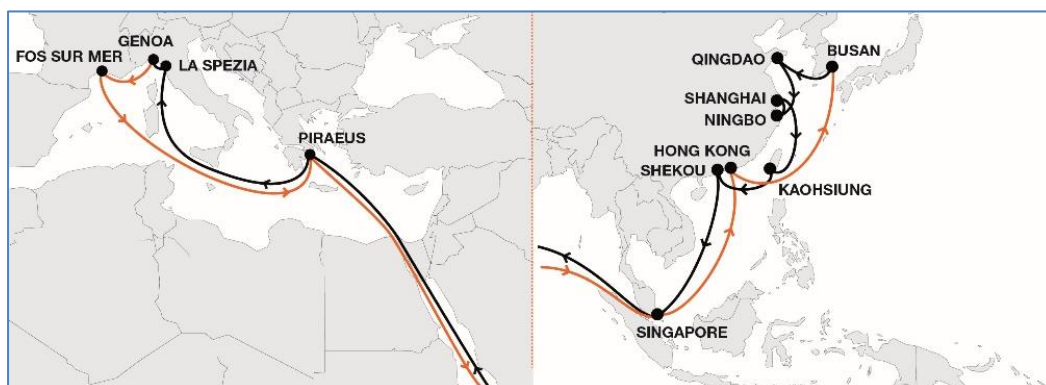 GENOA
FOS SUR MER
LA SPEZIA
PIRAEUS
QINGDAO
BUSAN
SHANGHAI
NINGBO
HONG KONG
SHEKOU
KAOHSIUNG
SINGAPORE